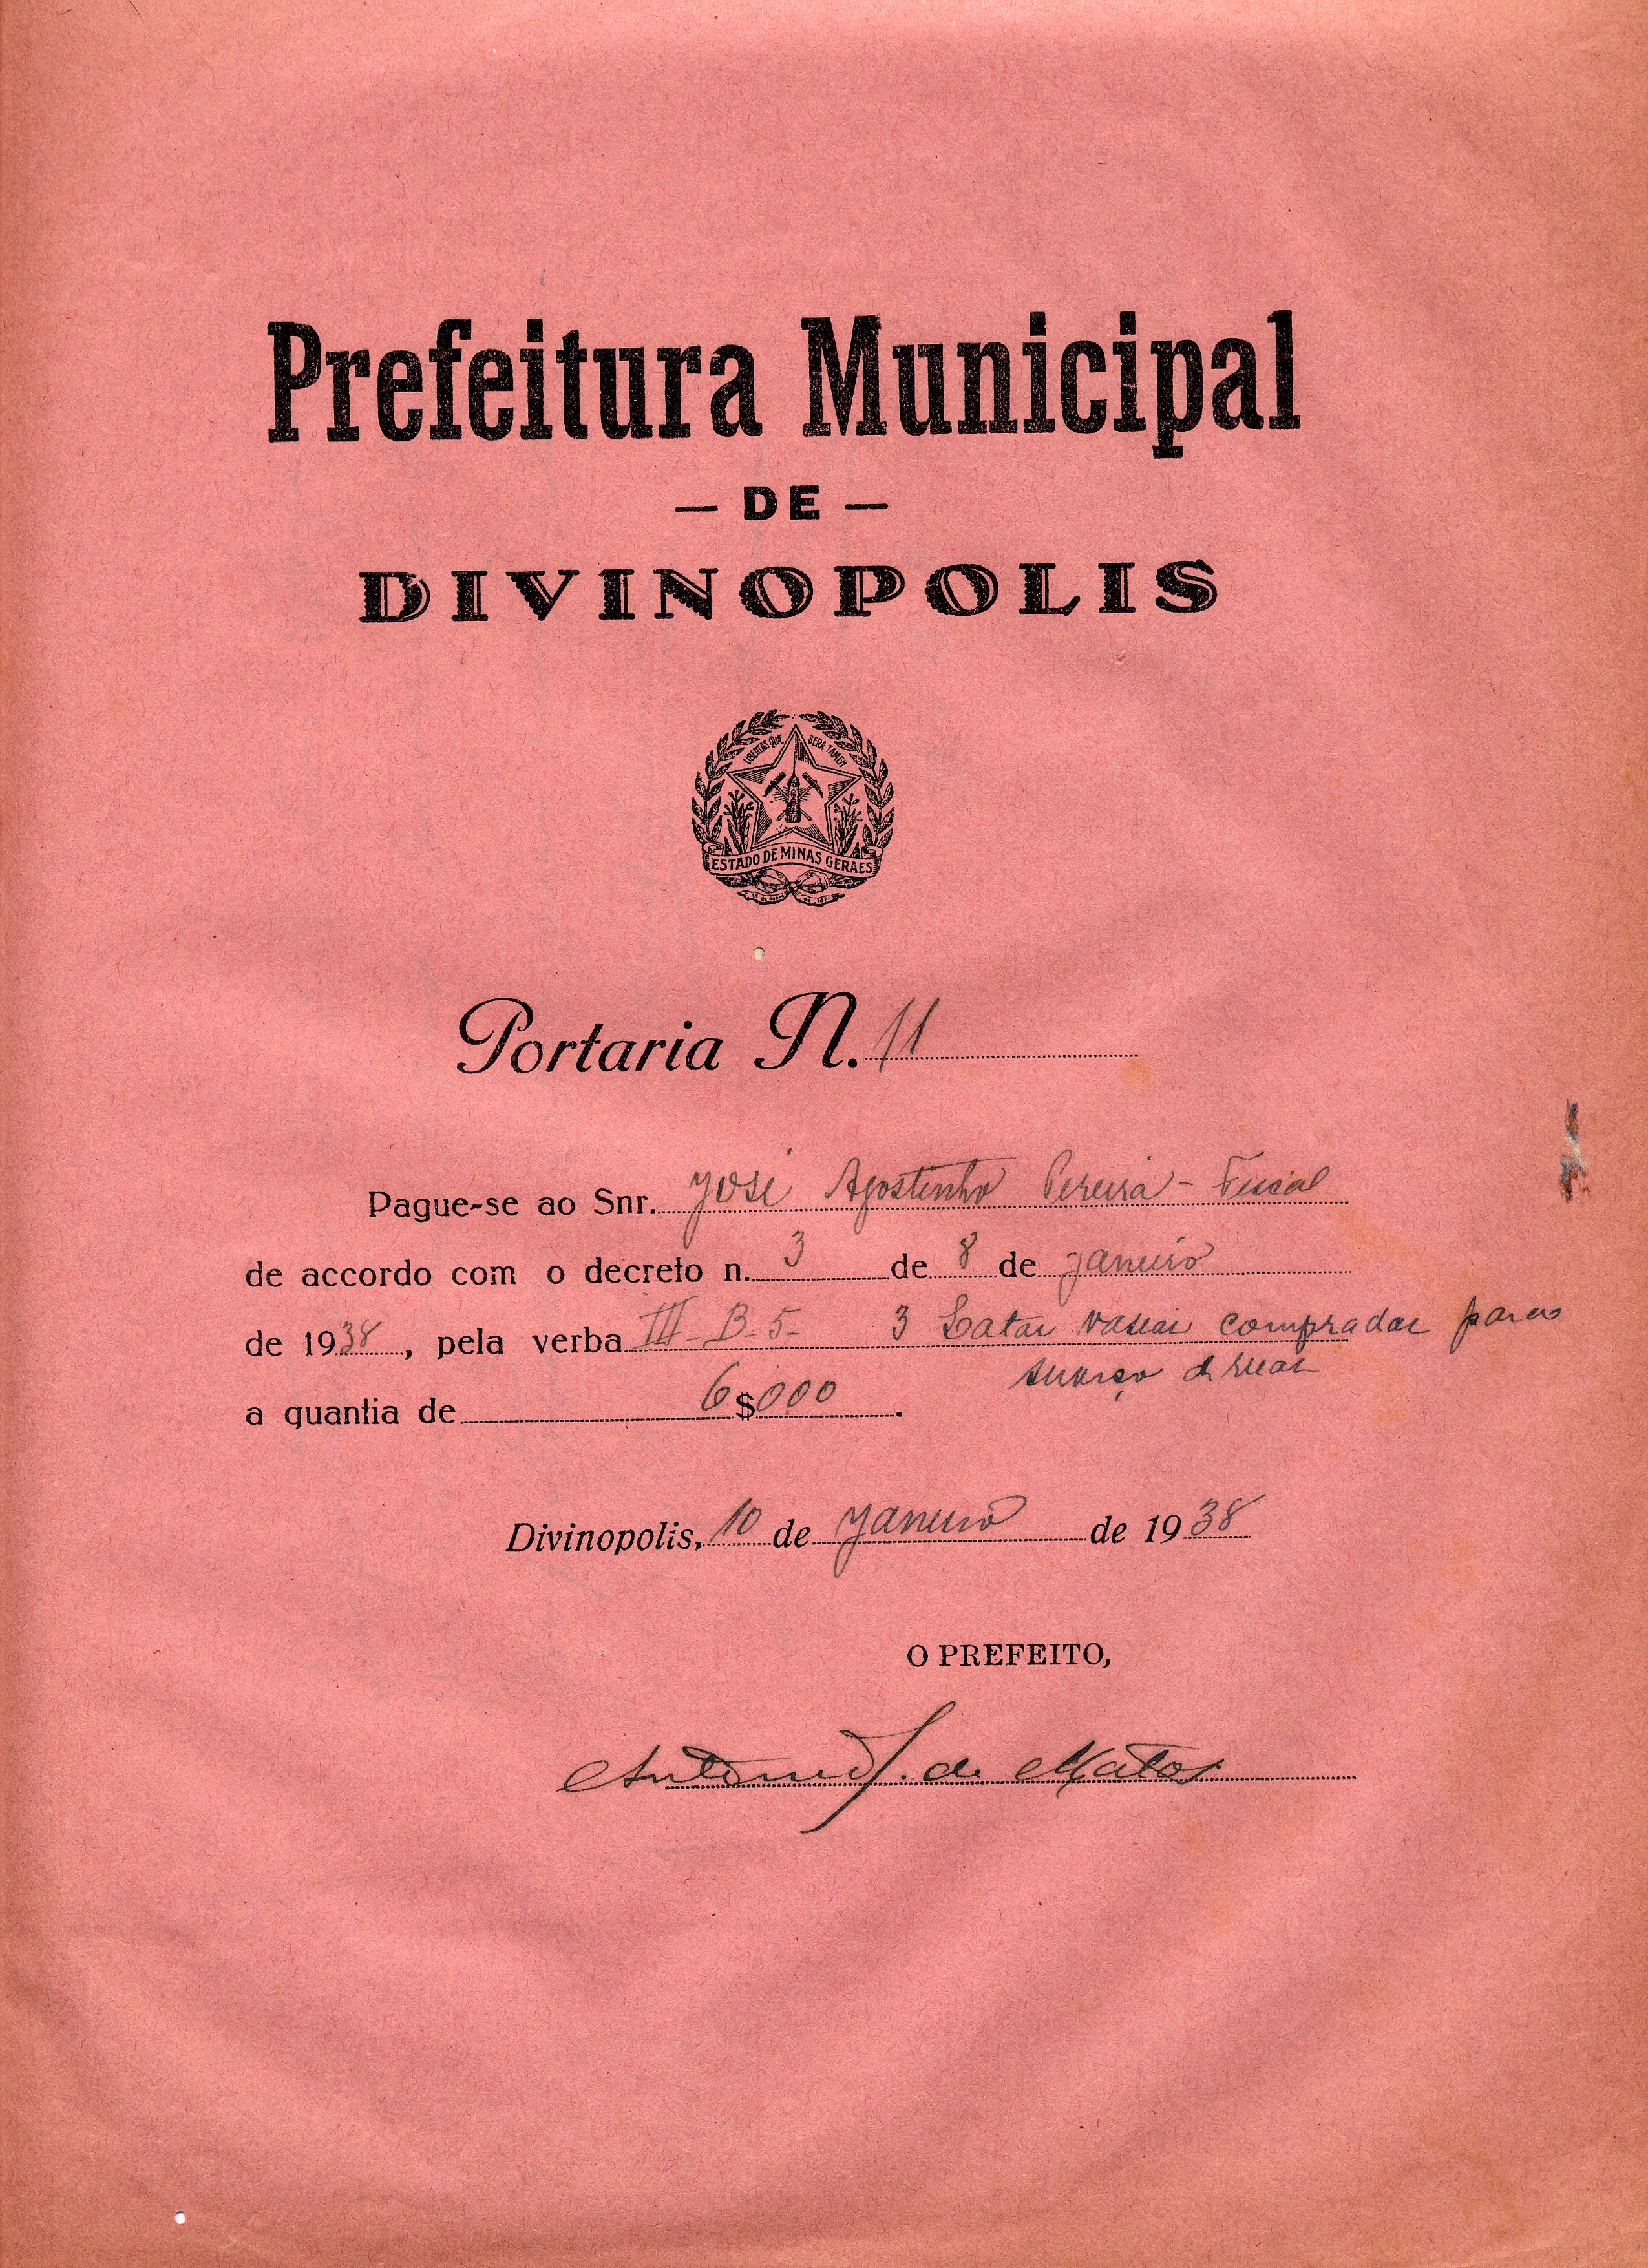 Prefeitura Municipal
— DE —
DIVINOPOLIS
LIBERTAS QUÆ SERA TAMEN
ESTADO DE MINAS GERAES
Portaria N. 11
Pague-se ao Snr. José Agostinho Pereira - Fiscal
de accordo com o decreto n. 3 de 8 de janeiro
de 1938, pela verba III - B - 5 - 3 Latas vasias compradas para
a quantia de 6$000.
Divinopolis, 10 de janeiro de 1938
O PREFEITO,
Antonio G. de Matos